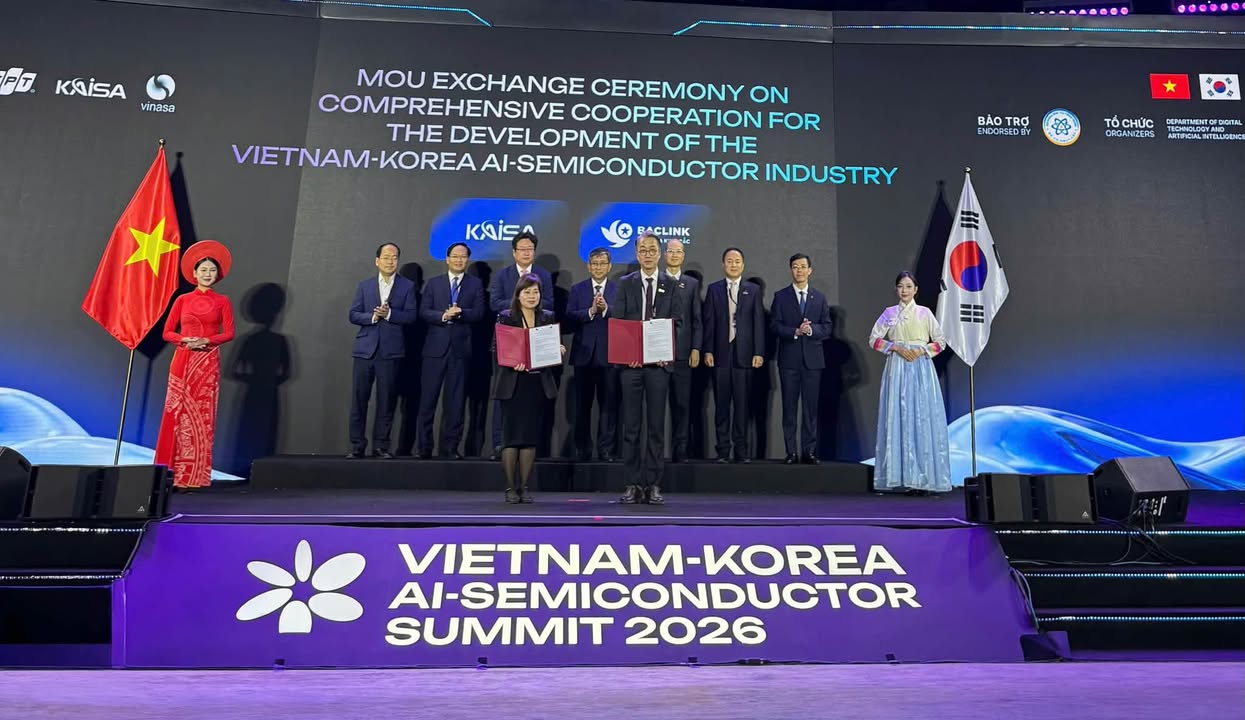 FPT
KAISA
vinasa
MOU EXCHANGE CEREMONY ON
COMPREHENSIVE COOPERATION FOR
THE DEVELOPMENT OF THE
VIETNAM-KOREA AI-SEMICONDUCTOR INDUSTRY
BẢO TRỢ
ENDORSED BY
TỔ CHỨC
ORGANIZERS
DEPARTMENT OF DIGITAL
TECHNOLOGY AND
ARTIFICIAL INTELLIGENCE
KAISA
BACLINK
VIETNAM-KOREA
AI-SEMICONDUCTOR
SUMMIT 2026